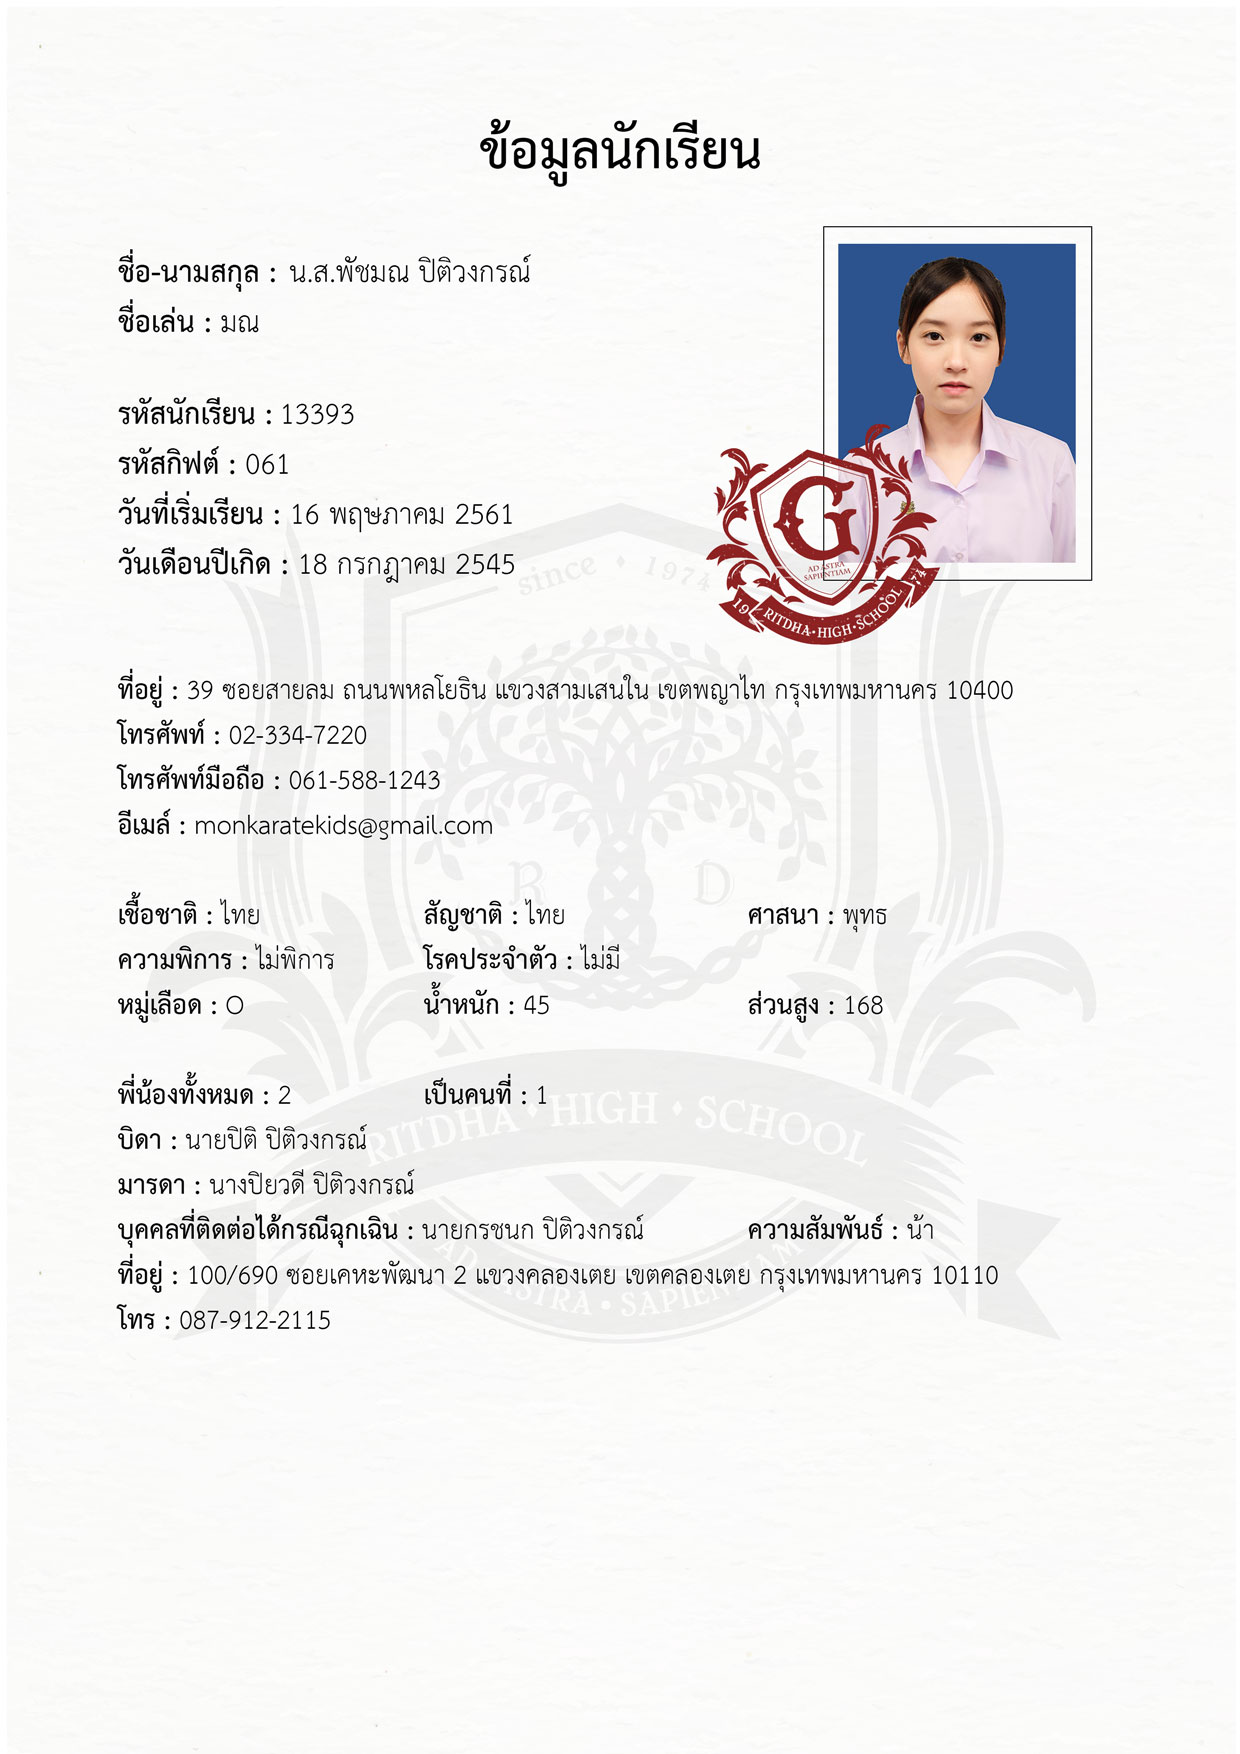 ข้อมูลนักเรียน
ชื่อ-นามสกุล : น.ส.พัชมณ ปิติวงกรณ์
ชื่อเล่น : มณ
รหัสนักเรียน : 13393
รหัสกิฟต์ : 061
วันที่เริ่มเรียน : 16 พฤษภาคม 2561
วันเดือนปีเกิด : 18 กรกฎาคม 2545
G
AD ASTRA
SAPIENTIAM
19 74
RITDHA·HIGH·SCHOOL
since · 1974
ที่อยู่ : 39 ซอยสายลม ถนนพหลโยธิน แขวงสามเสนใน เขตพญาไท กรุงเทพมหานคร 10400
โทรศัพท์ : 02-334-7220
โทรศัพท์มือถือ : 061-588-1243
อีเมล์ : monkaratekids@gmail.com
R D
เชื้อชาติ : ไทย สัญชาติ : ไทย ศาสนา : พุทธ
ความพิการ : ไม่พิการ โรคประจำตัว : ไม่มี
หมู่เลือด : O น้ำหนัก : 45 ส่วนสูง : 168
พี่น้องทั้งหมด : 2 เป็นคนที่ : 1
RITDHA · HIGH · SCHOOL
บิดา : นายปิติ ปิติวงกรณ์
มารดา : นางปิยวดี ปิติวงกรณ์
บุคคลที่ติดต่อได้กรณีฉุกเฉิน : นายกรชนก ปิติวงกรณ์ ความสัมพันธ์ : น้า
ที่อยู่ : 100/690 ซอยเคหะพัฒนา 2 แขวงคลองเตย เขตคลองเตย กรุงเทพมหานคร 10110
AD ASTRA · SAPIENTIAM
โทร : 087-912-2115